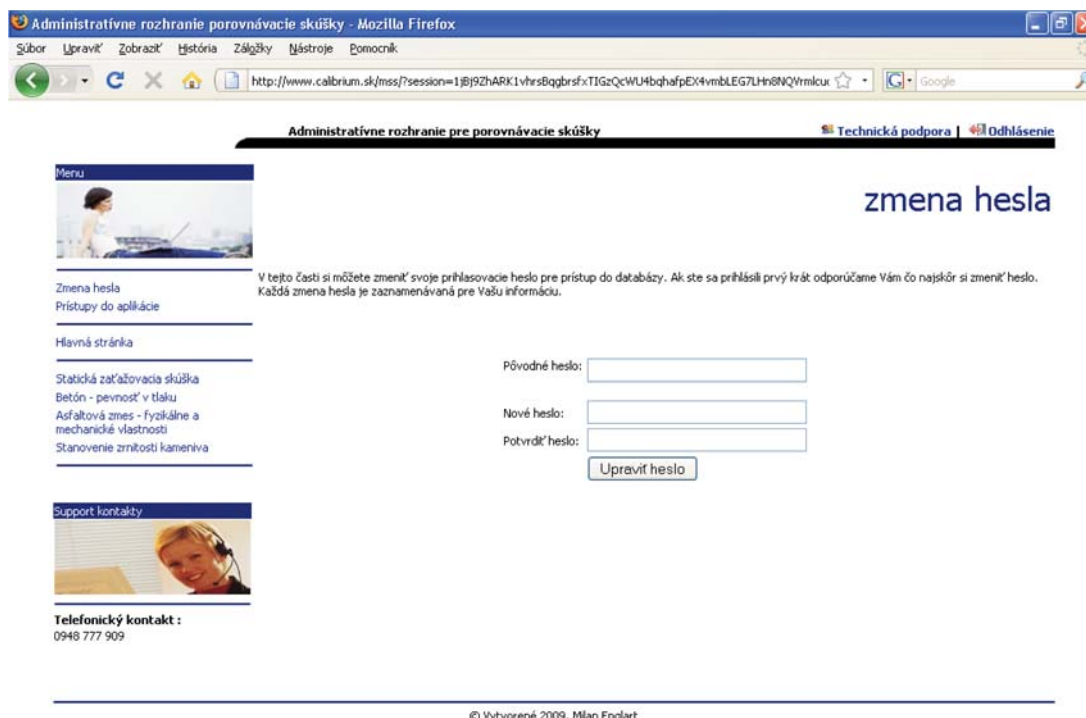 Administratívne rozhranie porovnávacie skúšky - Mozilla Firefox
Súbor Upraviť Zobraziť História Záložky Nástroje Pomocník
Google
Administratívne rozhranie pre porovnávacie skúšky
Technická podpora | Odhlásenie
Menu
zmena hesla
V tejto časti si môžete zmeniť svoje prihlasovacie heslo pre prístup do databázy. Ak ste sa prihlásili prvý krát odporúčame Vám čo najskôr si zmeniť heslo.
Každá zmena hesla je zaznamenávaná pre Vašu informáciu.
Zmena hesla
Prístupy do aplikácie
Hlavná stránka
Statická zaťažovacia skúška
Betón - pevnosť v tlaku
Asfaltová zmes - fyzikálne a
mechanické vlastnosti
Stanovenie zrnitosti kameniva
Pôvodné heslo:
Nové heslo:
Potvrdiť heslo:
Upraviť heslo
Support kontakty
Telefonický kontakt :
0948 777 909
© Vytvorené 2009, Milan Englart